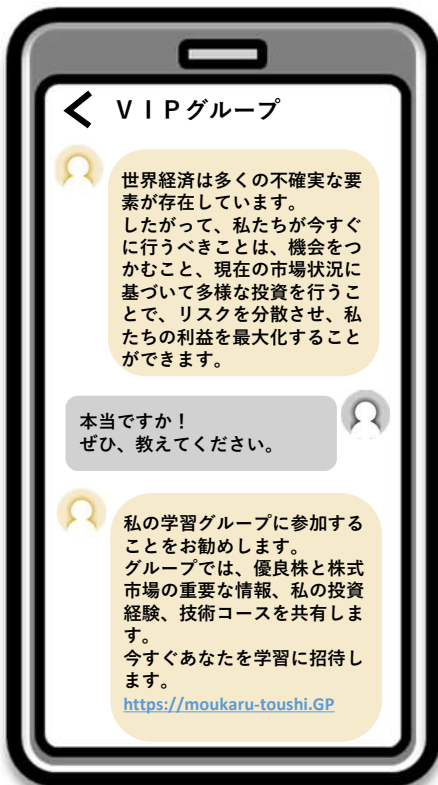 ＶＩＰグループ
世界経済は多くの不確実な要
素が存在しています。
したがって、私たちが今すぐ
に行うべきことは、機会をつ
かむこと、現在の市場状況に
基づいて多様な投資を行うこ
とで、リスクを分散させ、私
たちの利益を最大化すること
ができます。
本当ですか！
ぜひ、教えてください。
私の学習グループに参加する
ことをお勧めします。
グループでは、優良株と株式
市場の重要な情報、私の投資
経験、技術コースを共有しま
す。
今すぐあなたを学習に招待し
ます。
https://moukaru-toushi.GP